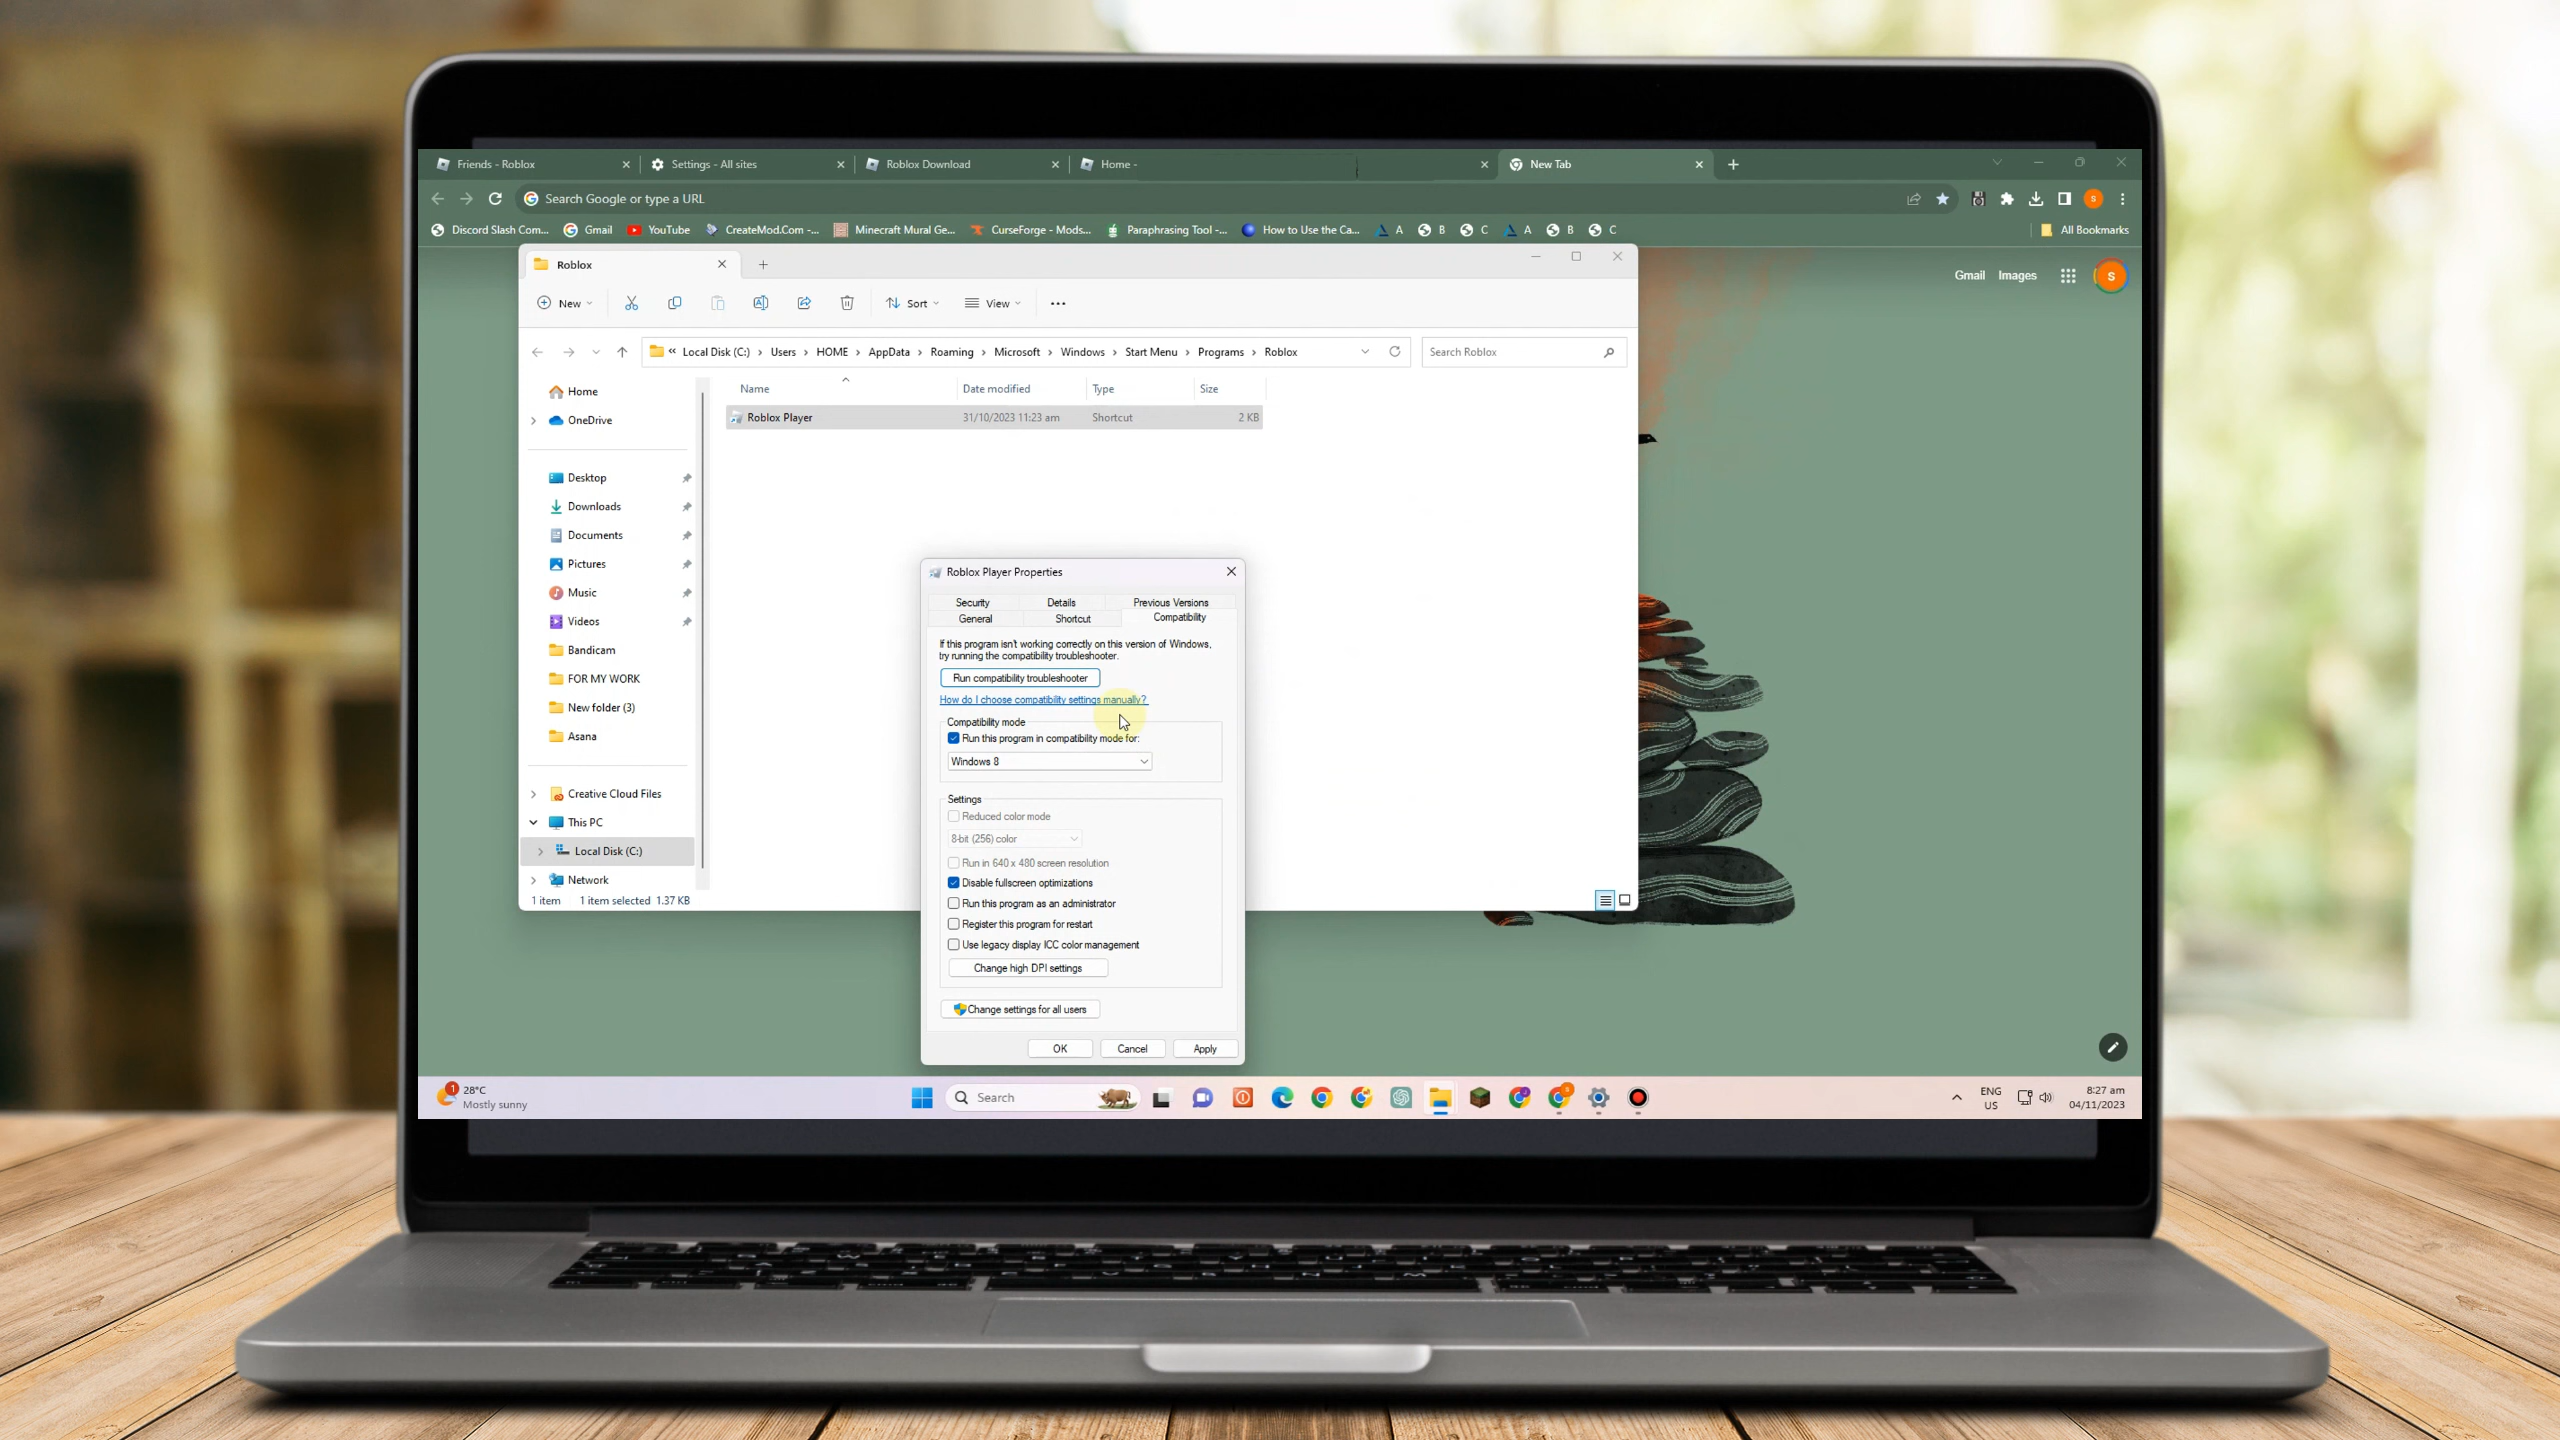 Friends - Roblox
Settings - All sites
Roblox Download
Home -
New Tab
Search Google or type a URL
S
Discord Slash Com...
Gmail
YouTube
CreateMod.Com -...
Minecraft Mural Ge...
CurseForge - Mods...
Paraphrasing Tool -...
How to Use the Ca...
A
B
C
A
B
C
All Bookmarks
Gmail Images
S
Roblox
New
Sort
View
« Local Disk (C:) › Users › HOME › AppData › Roaming › Microsoft › Windows › Start Menu › Programs › Roblox
Search Roblox
Name Date modified Type Size
Roblox Player 31/10/2023 11:23 am Shortcut 2 KB
Home
OneDrive
Desktop
Downloads
Documents
Pictures
Music
Videos
Bandicam
FOR MY WORK
New folder (3)
Asana
Creative Cloud Files
This PC
Local Disk (C:)
Network
1 item 1 item selected 1.37 KB
Roblox Player Properties
Security Details Previous Versions
General Shortcut Compatibility
If this program isn't working correctly on this version of Windows,
try running the compatibility troubleshooter.
Run compatibility troubleshooter
How do I choose compatibility settings manually?
Compatibility mode
Run this program in compatibility mode for:
Windows 8
Settings
Reduced color mode
8-bit (256) color
Run in 640 x 480 screen resolution
Disable fullscreen optimizations
Run this program as an administrator
Register this program for restart
Use legacy display ICC color management
Change high DPI settings
Change settings for all users
OK Cancel Apply
1
28°C
Mostly sunny
Search
ENG
US
8:27 am
04/11/2023